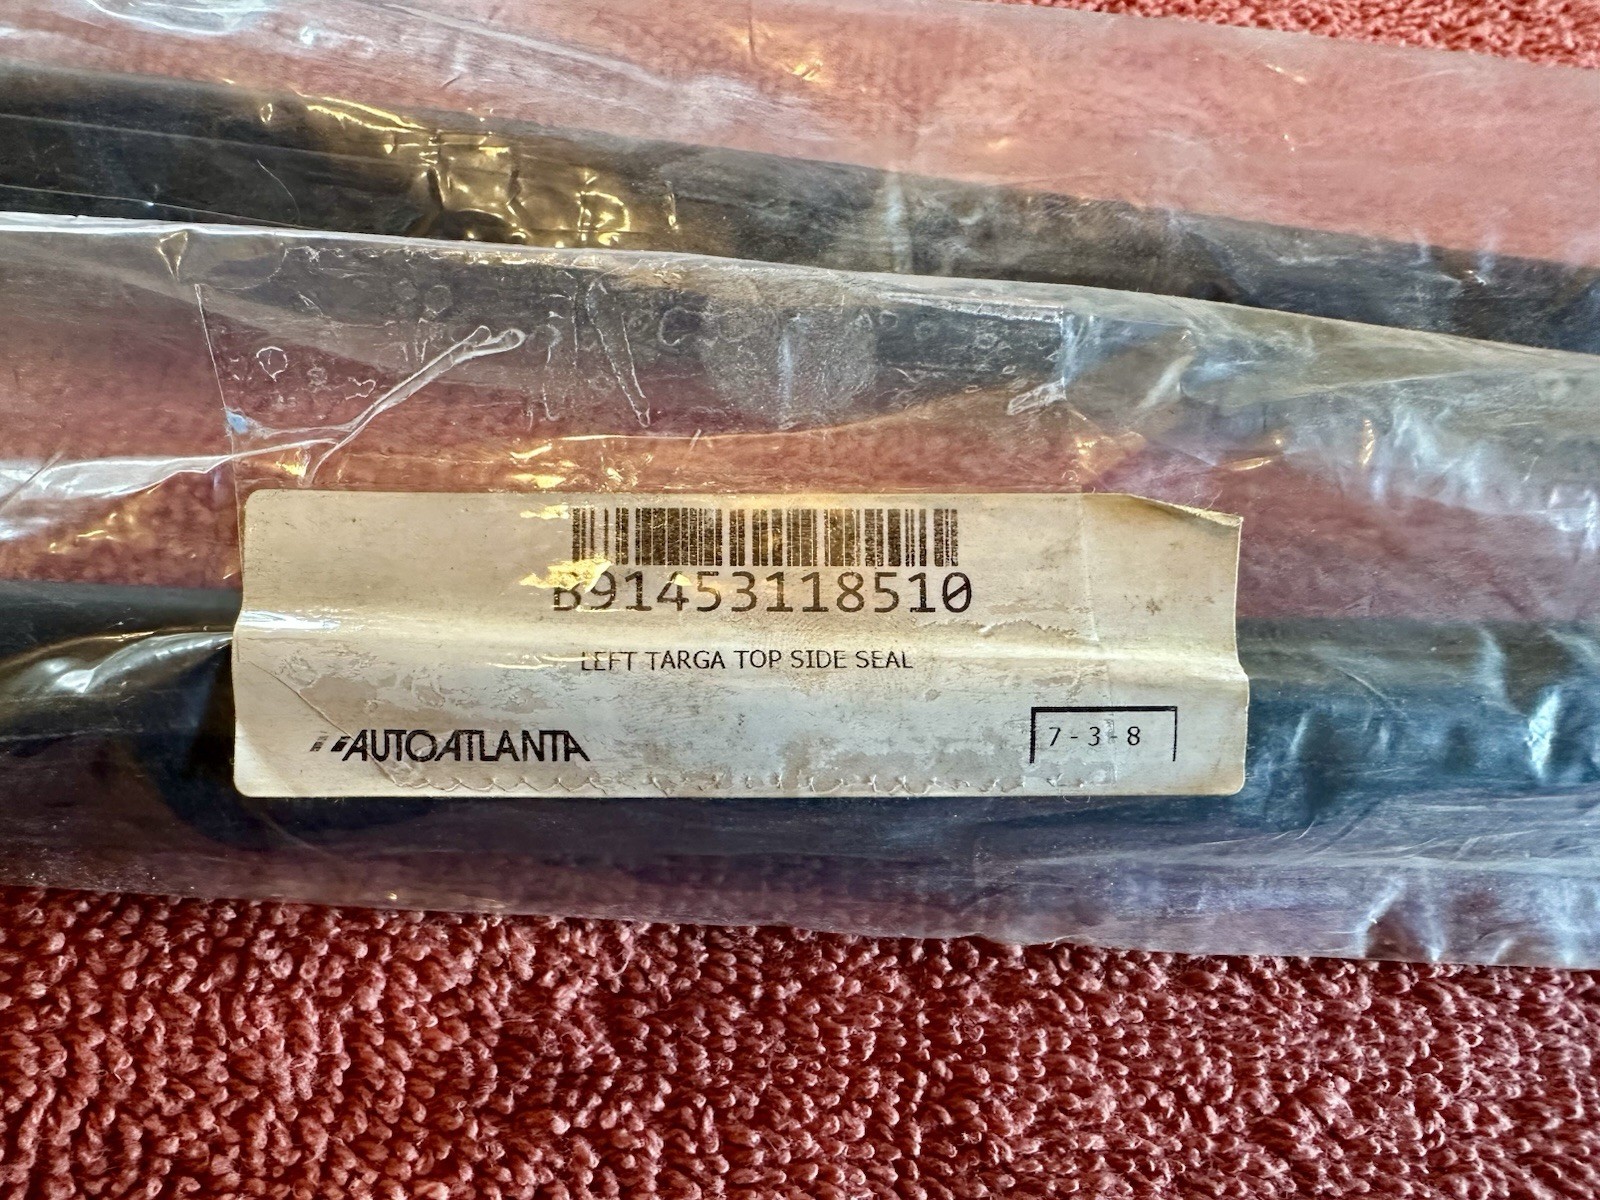 B91453118510
LEFT TARGA TOP SIDE SEAL
AUTOATLANTA
7-3-8